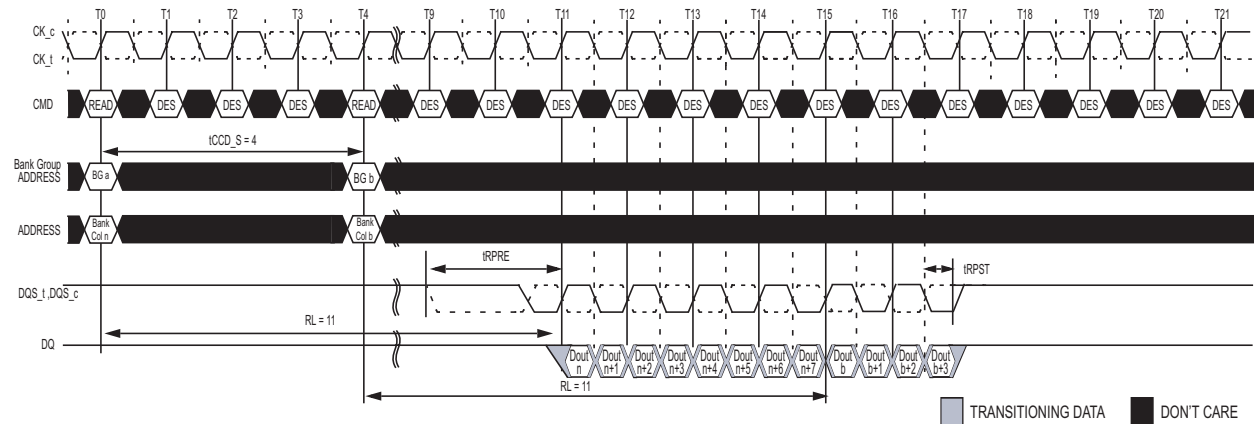 T0 T1 T2 T3 T4 T9 T10 T11 T12 T13 T14 T15 T16 T17 T18 T19 T20 T21
CK_c
CK_t
CMD READ DES DES DES READ DES DES DES DES DES DES DES DES DES DES DES DES DES
tCCD_S = 4
Bank Group
ADDRESS BG a BG b
ADDRESS Bank Bank
Col n Col b
tRPRE tRPST
DQS_t ,DQS_c
RL = 11
DQ Dout Dout Dout Dout Dout Dout Dout Dout Dout Dout Dout Dout
n n+1 n+2 n+3 n+4 n+5 n+6 n+7 b b+1 b+2 b+3
RL = 11
TRANSITIONING DATA DON'T CARE